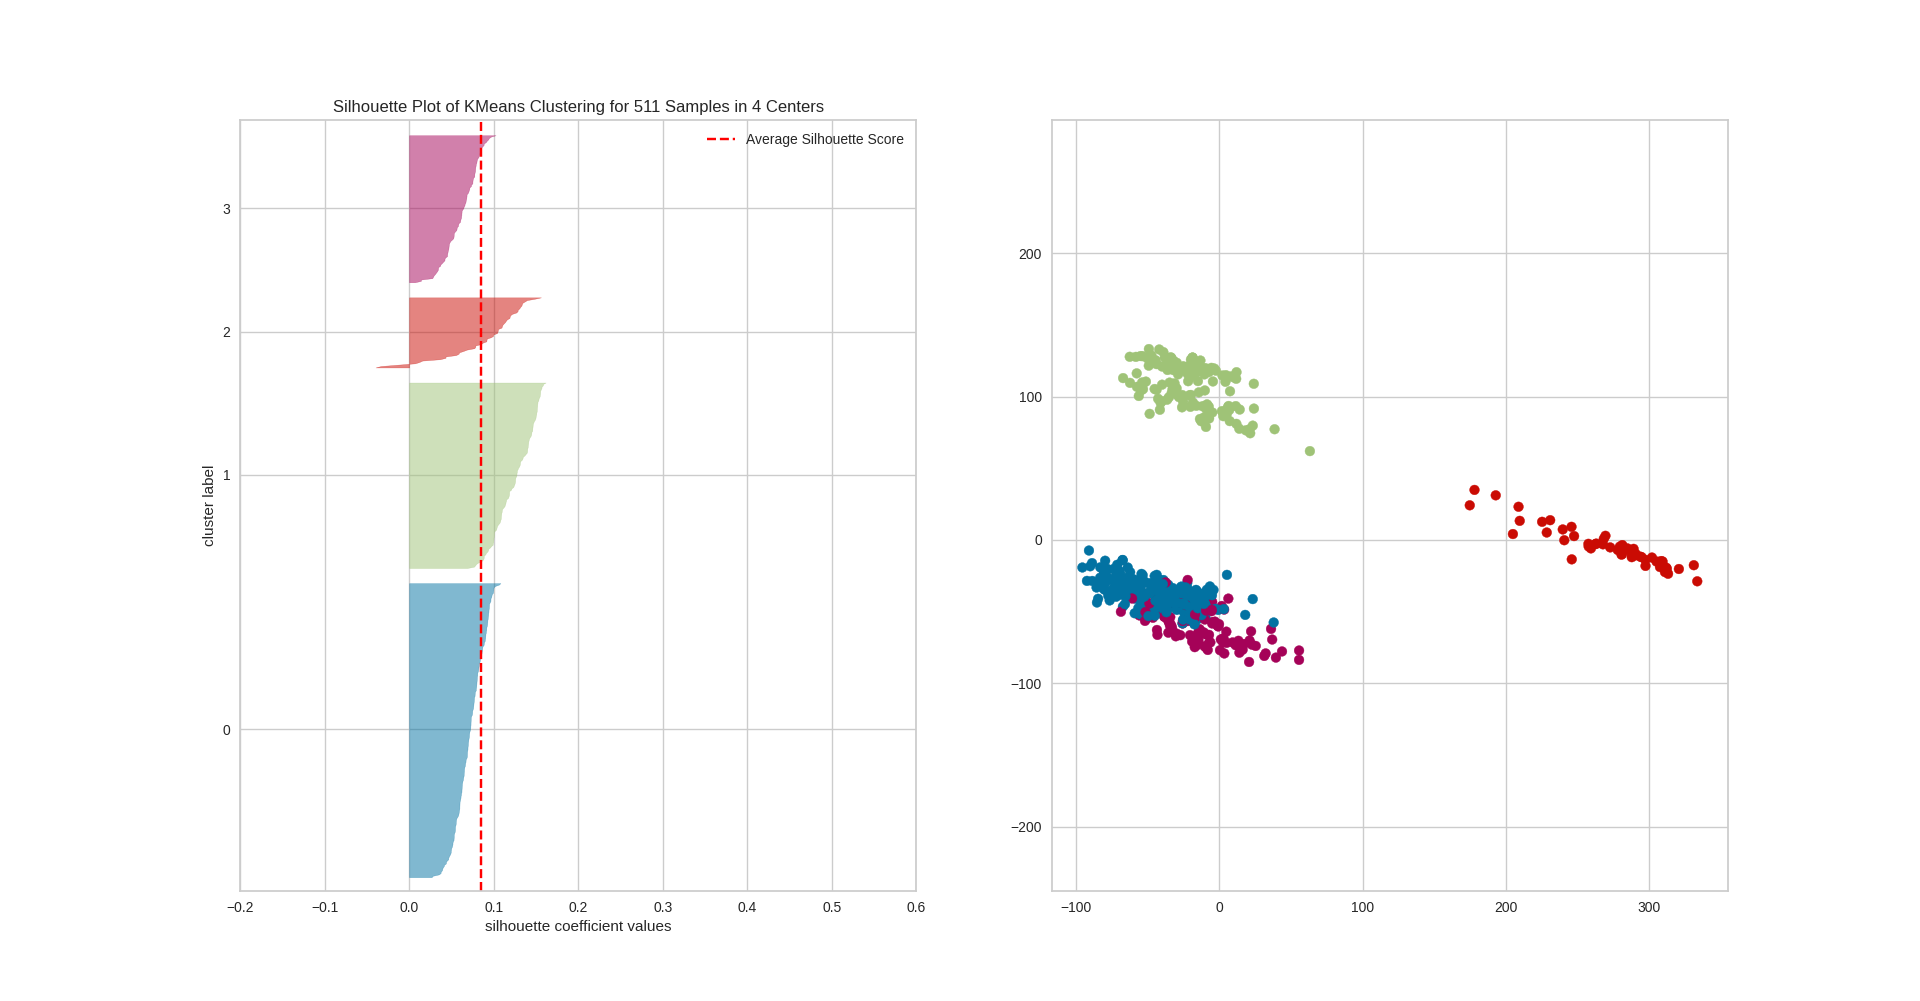 Silhouette Plot of KMeans Clustering for 511 Samples in 4 Centers
Average Silhouette Score
3
2
1
0
cluster label
−0.2 −0.1 0.0 0.1 0.2 0.3 0.4 0.5 0.6
silhouette coefficient values
200
100
0
−100
−200
−100 0 100 200 300